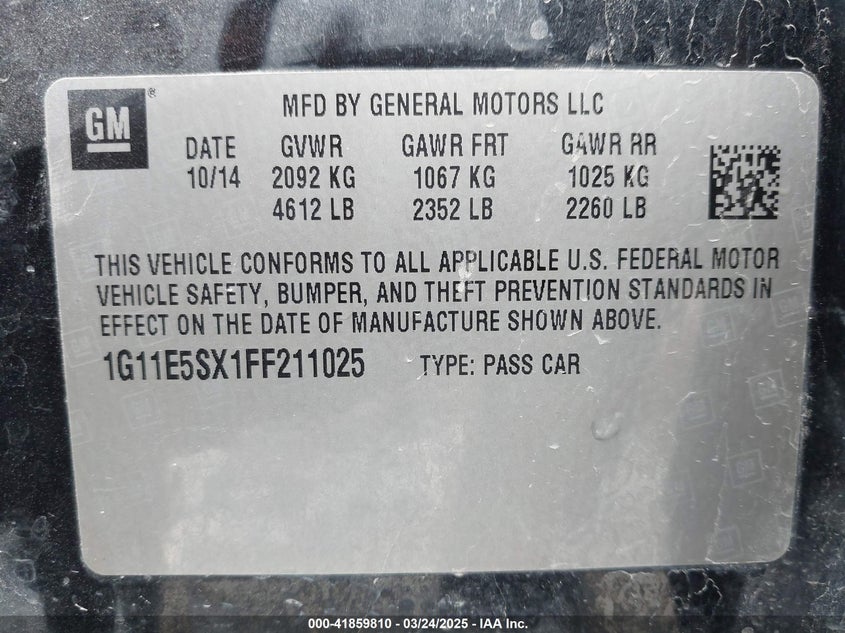 GM®
MFD BY GENERAL MOTORS LLC
DATE GVWR GAWR FRT GAWR RR
10/14 2092 KG 1067 KG 1025 KG
4612 LB 2352 LB 2260 LB
THIS VEHICLE CONFORMS TO ALL APPLICABLE U.S. FEDERAL MOTOR
VEHICLE SAFETY, BUMPER, AND THEFT PREVENTION STANDARDS IN
EFFECT ON THE DATE OF MANUFACTURE SHOWN ABOVE.
1G11E5SX1FF211025 TYPE: PASS CAR
000-41859810 - 03/24/2025 - IAA Inc.